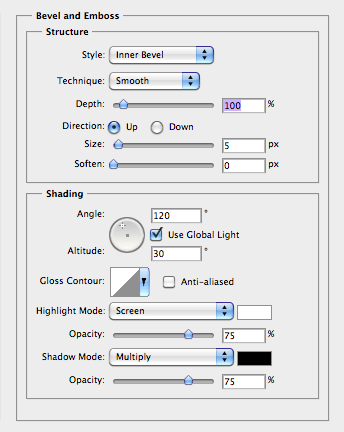 Bevel and Emboss
Structure
Style: Inner Bevel
Technique: Smooth
Depth: 100 %
Direction: Up Down
Size: 5 px
Soften: 0 px
Shading
Angle: 120 °
Use Global Light
Altitude: 30 °
Gloss Contour: Anti-aliased
Highlight Mode: Screen
Opacity: 75 %
Shadow Mode: Multiply
Opacity: 75 %